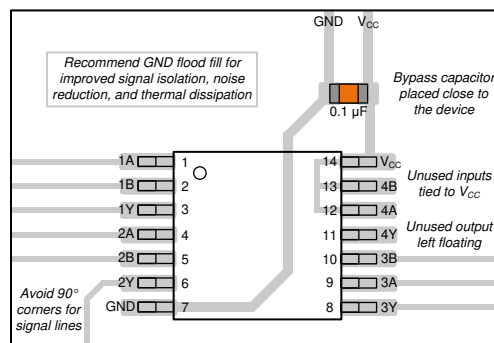 GND VCC
Recommend GND flood fill for
improved signal isolation, noise
reduction, and thermal dissipation
Bypass capacitor
placed close to
the device
0.1 µF
1A 1 14 VCC
1B 2 13 4B
1Y 3 12 4A
2A 4 11 4Y
2B 5 10 3B
2Y 6 9 3A
GND 7 8 3Y
Unused inputs
tied to VCC
Unused output
left floating
Avoid 90°
corners for
signal lines